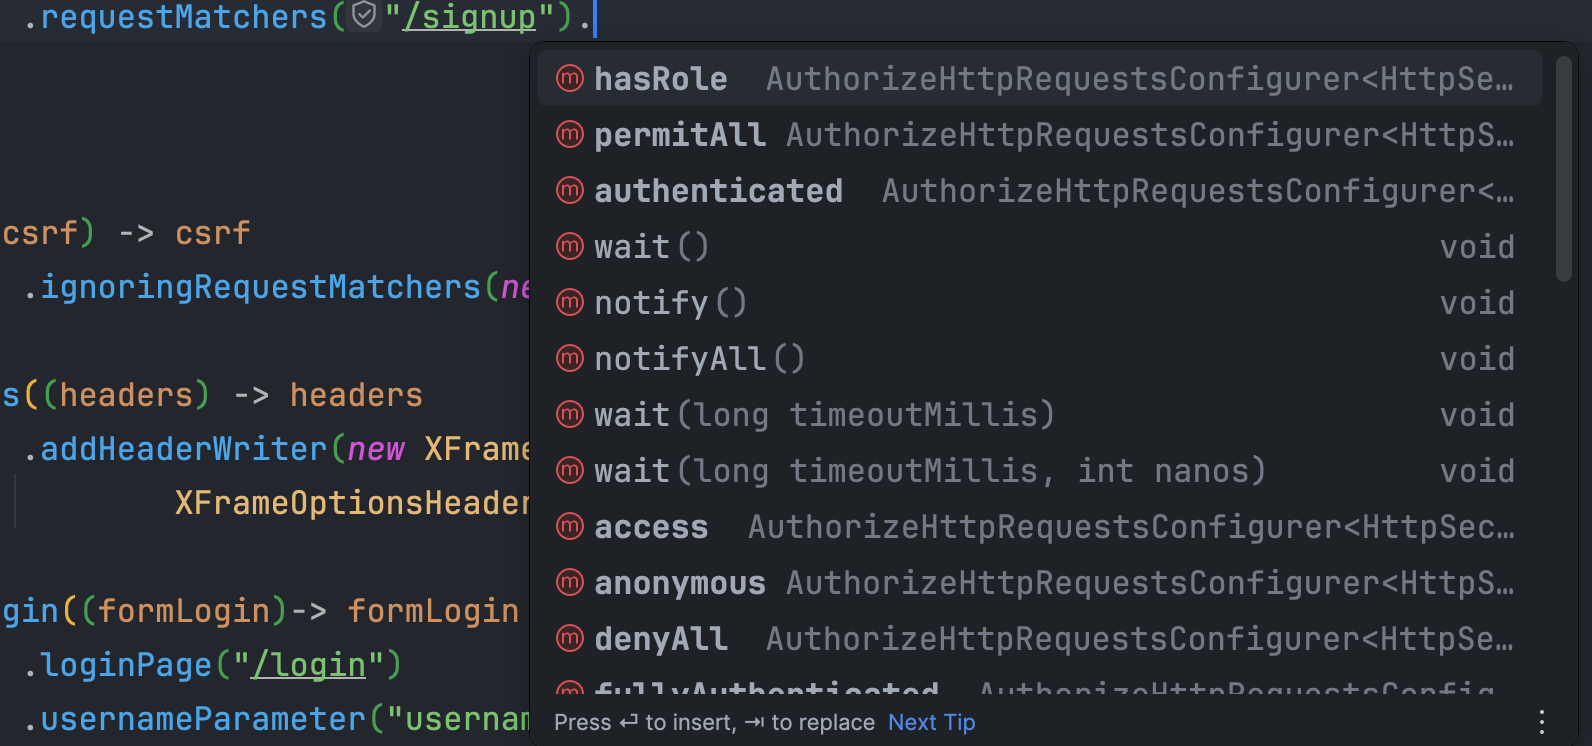 .requestMatchers("/signup").
hasRole AuthorizeHttpRequestsConfigurer<HttpSe…
permitAll AuthorizeHttpRequestsConfigurer<HttpS…
authenticated AuthorizeHttpRequestsConfigurer<…
csrf) -> csrf
wait() void
.ignoringRequestMatchers(ne
notify() void
notifyAll() void
s((headers) -> headers
wait(long timeoutMillis) void
.addHeaderWriter(new XFrame
wait(long timeoutMillis, int nanos) void
XFrameOptionsHeader
access AuthorizeHttpRequestsConfigurer<HttpSec…
anonymous AuthorizeHttpRequestsConfigurer<HttpS…
gin((formLogin)-> formLogin
denyAll AuthorizeHttpRequestsConfigurer<HttpSe…
.loginPage("/login")
fullyAuthenticated AuthorizeHttpRequestsConfig…
.usernameParameter("usernam
Press ↵ to insert, ⇥ to replace Next Tip